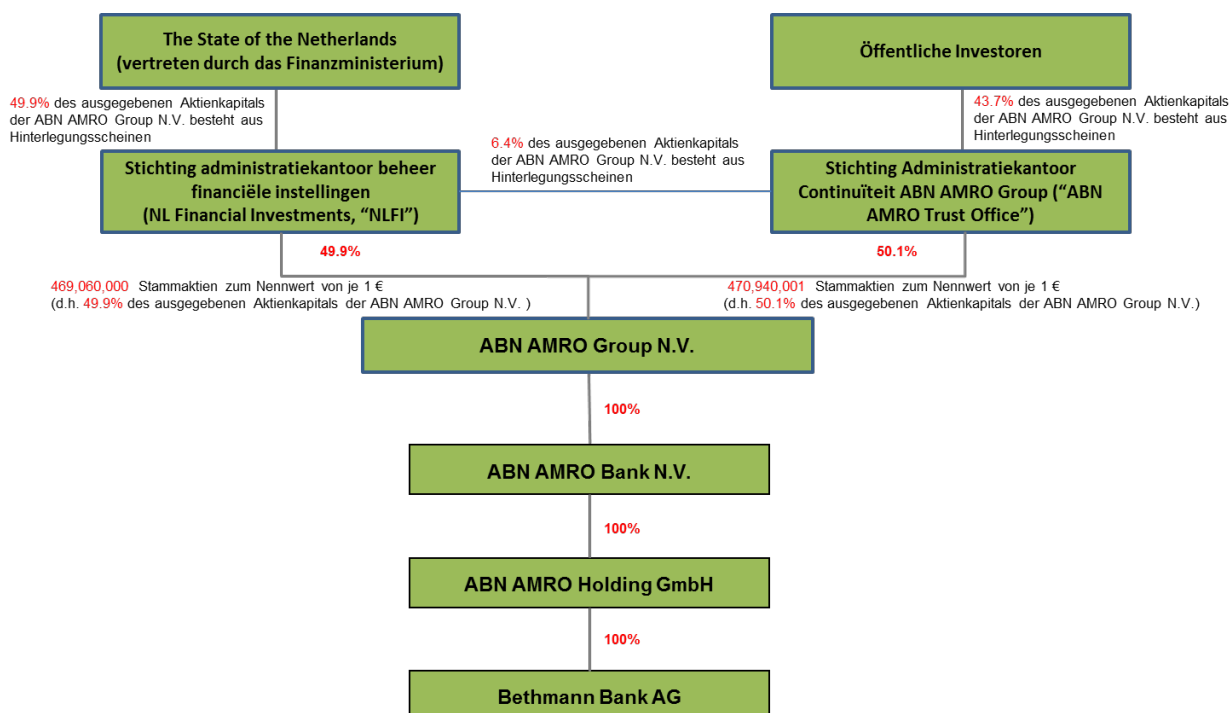 The State of the Netherlands
(vertreten durch das Finanzministerium)
Öffentliche Investoren
49.9% des ausgegebenen Aktienkapitals
der ABN AMRO Group N.V. besteht aus
Hinterlegungsscheinen
43.7% des ausgegebenen Aktienkapitals
der ABN AMRO Group N.V. besteht aus
Hinterlegungsscheinen
6.4% des ausgegebenen Aktienkapitals
der ABN AMRO Group N.V. besteht aus
Hinterlegungsscheinen
Stichting administratiekantoor beheer
financiële instellingen
(NL Financial Investments, “NLFI”)
Stichting Administratiekantoor
Continuïteit ABN AMRO Group (“ABN
AMRO Trust Office”)
49.9%
50.1%
469,060,000 Stammaktien zum Nennwert von je 1 €
(d.h. 49.9% des ausgegebenen Aktienkapitals der ABN AMRO Group N.V. )
470,940,001 Stammaktien zum Nennwert von je 1 €
(d.h. 50.1% des ausgegebenen Aktienkapitals der ABN AMRO Group N.V.)
ABN AMRO Group N.V.
100%
ABN AMRO Bank N.V.
100%
ABN AMRO Holding GmbH
100%
Bethmann Bank AG